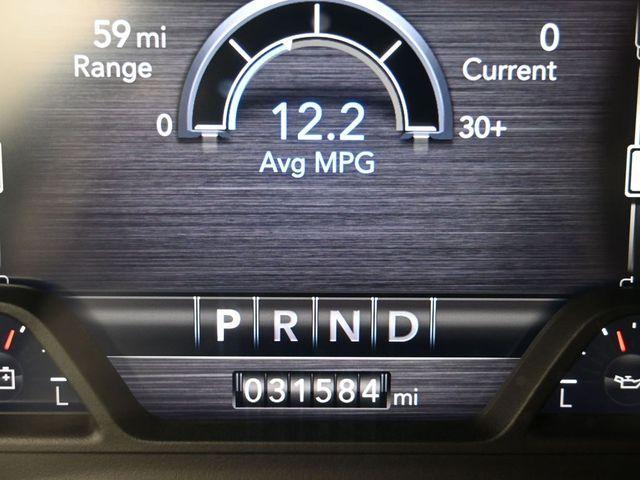 59 mi
Range
0
Current
0
12.2
30+
Avg MPG
P R N D
031584 mi
L
L